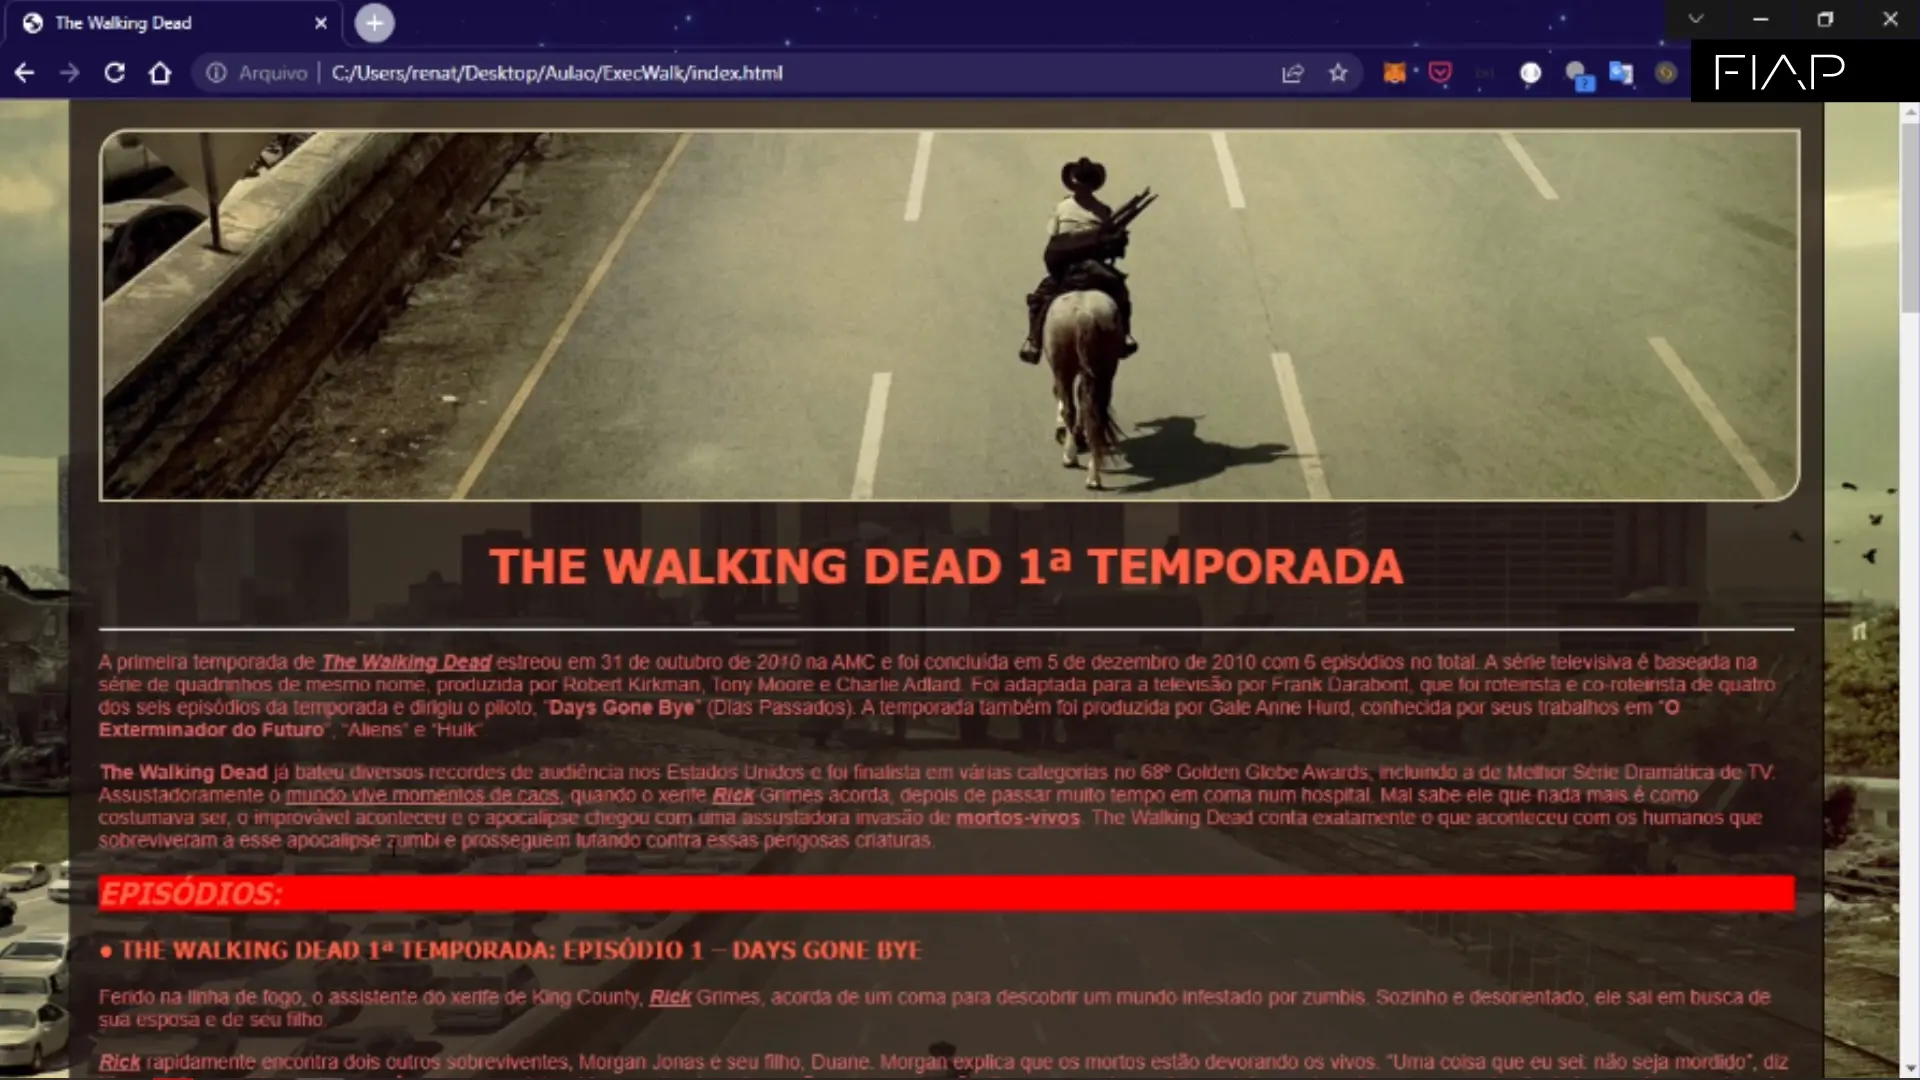 The Walking Dead
Arquivo | C:/Users/renat/Desktop/Aulao/ExecWalk/index.html
FIAP
THE WALKING DEAD 1ª TEMPORADA
A primeira temporada de The Walking Dead estreou em 31 de outubro de 2010 na AMC e foi concluída em 5 de dezembro de 2010 com 6 episódios no total. A série televisiva é baseada na
série de quadrinhos de mesmo nome, produzida por Robert Kirkman, Tony Moore e Charlie Adlard. Foi adaptada para a televisão por Frank Darabont, que foi roteirista e co-roteirista de quatro
dos seis episódios da temporada e dirigiu o piloto, "Days Gone Bye" (Dias Passados). A temporada também foi produzida por Gale Anne Hurd, conhecida por seus trabalhos em "O
Exterminador do Futuro", "Aliens" e "Hulk"
The Walking Dead já bateu diversos recordes de audiência nos Estados Unidos e foi finalista em várias categorias no 68º Golden Globe Awards, incluindo a de Melhor Série Dramática de TV.
Assustadoramente o mundo vive momentos de caos, quando o xerife Rick Grimes acorda, depois de passar muito tempo em coma num hospital. Mal sabe ele que nada mais é como
costumava ser, o improvável aconteceu e o apocalipse chegou com uma assustadora invasão de mortos-vivos. The Walking Dead conta exatamente o que aconteceu com os humanos que
sobreviveram a esse apocalipse zumbi e prosseguem lutando contra essas perigosas criaturas.
EPISÓDIOS:
● THE WALKING DEAD 1ª TEMPORADA: EPISÓDIO 1 – DAYS GONE BYE
Ferido na linha de fogo, o assistente do xerife de King County, Rick Grimes, acorda de um coma para descobrir um mundo infestado por zumbis. Sozinho e desorientado, ele sai em busca de
sua esposa e de seu filho.
Rick rapidamente encontra dois outros sobreviventes, Morgan Jonas e seu filho, Duane. Morgan explica que os mortos estão devorando os vivos. "Uma coisa que eu sei: não seja mordido", diz